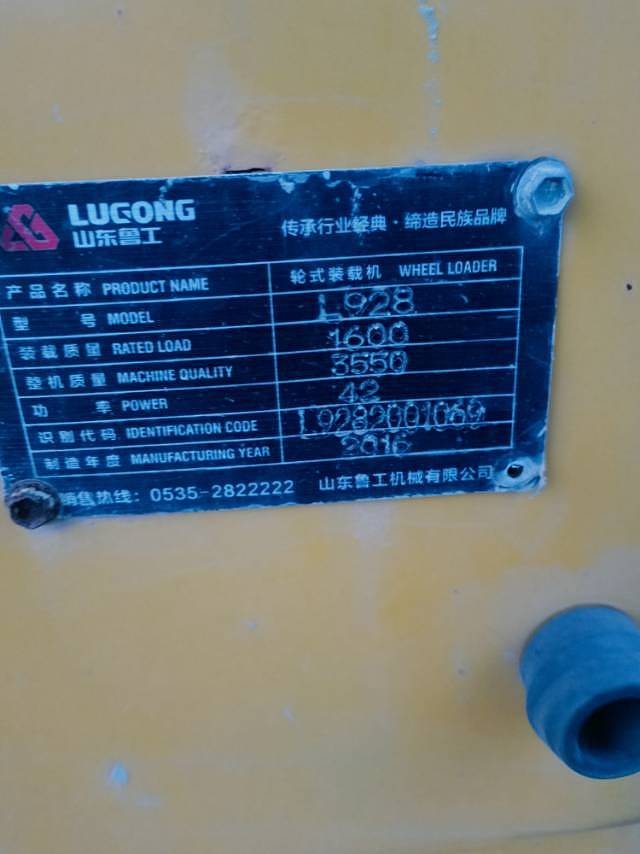 LUGONG
山东鲁工
传承行业经典·缔造民族品牌
产品名称 PRODUCT NAME 轮式装载机 WHEEL LOADER
型 号 MODEL L928
装载质量 RATED LOAD 1600
整机质量 MACHINE QUALITY 3550
功 率 POWER 42
识别代码 IDENTIFICATION CODE L9282001069
制造年度 MANUFACTURING YEAR 2016
销售热线：0535-2822222 山东鲁工机械有限公司